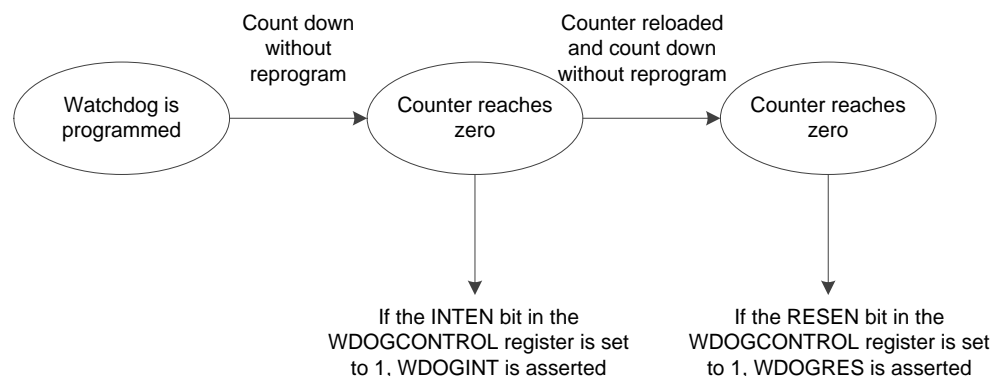 Count down
without
reprogram
Counter reloaded
and count down
without reprogram
Watchdog is
programmed
Counter reaches
zero
Counter reaches
zero
If the INTEN bit in the
WDOGCONTROL register is set
to 1, WDOGINT is asserted
If the RESEN bit in the
WDOGCONTROL register is set
to 1, WDOGRES is asserted